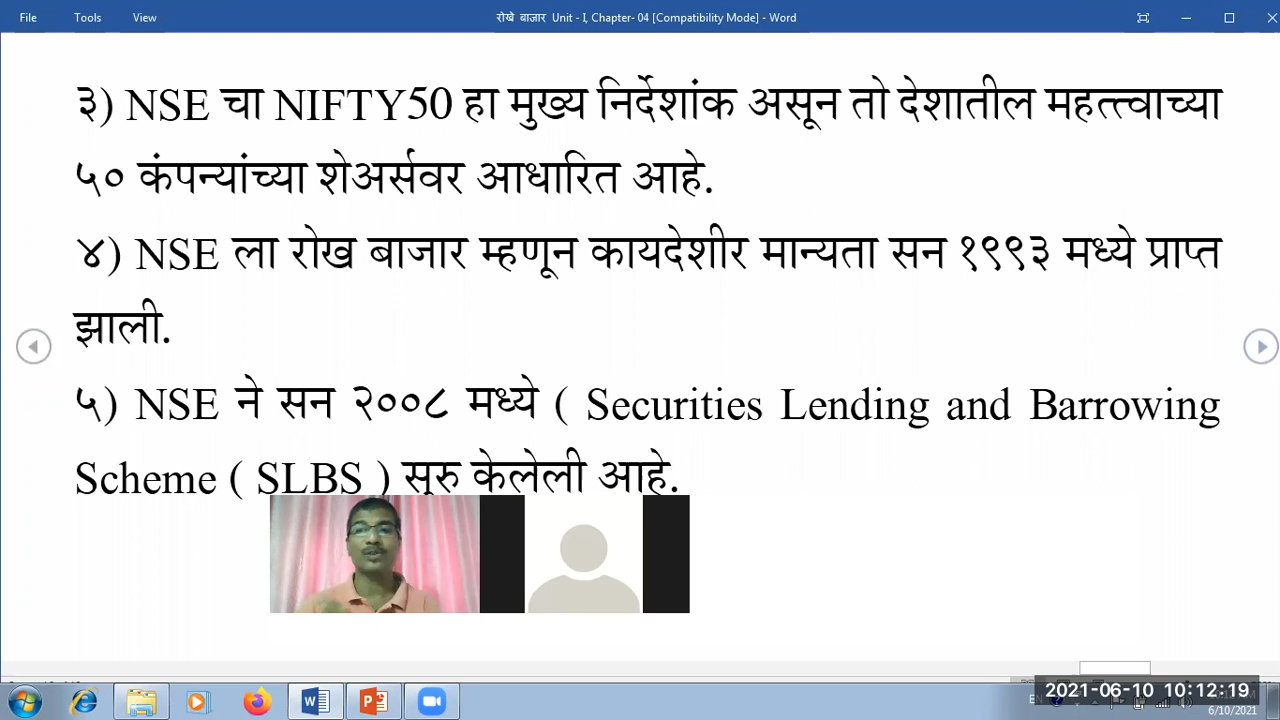 File Tools View रोखे बाजार Unit - I, Chapter- 04 [Compatibility Mode] - Word
३) NSE चा NIFTY50 हा मुख्य निर्देशांक असून तो देशातील महत्त्वाच्या
५० कंपन्यांच्या शेअर्सवर आधारित आहे.
४) NSE ला रोख बाजार म्हणून कायदेशीर मान्यता सन १९९३ मध्ये प्राप्त
झाली.
५) NSE ने सन २००८ मध्ये ( Securities Lending and Barrowing
Scheme ( SLBS ) सुरु केलेली आहे.
2021-06-10 10:12:19
6/10/2021